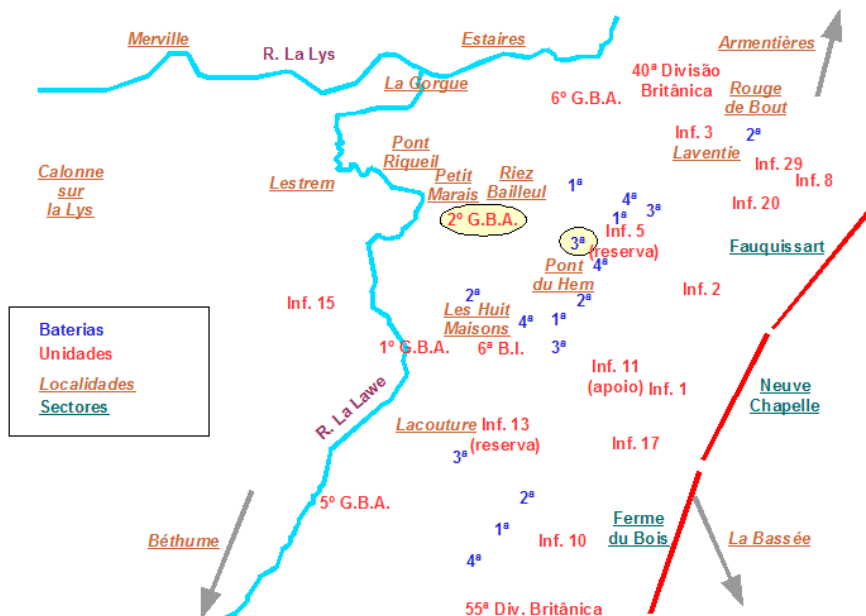 Merville
R. La Lys
Estaires
Armentières
La Gorgue
40ª Divisão
Britânica
6º G.B.A.
Rouge
de Bout
Inf. 3
2ª
Laventie
Inf. 29
Inf. 8
Pont
Riqueil
Calonne
sur
la Lys
Lestrem
Petit
Marais
Riez
Bailleul
1ª
4ª
3ª
1ª
Inf. 20
2º G.B.A.
3ª
Inf. 5
(reserva)
Fauquissart
Pont
du Hem
4ª
2ª
Inf. 2
Inf. 15
2ª
Les Huit
Maisons
4ª
1ª
3ª
Baterias
Unidades
Localidades
Sectores
1º G.B.A.
6ª B.I.
Inf. 11
(apoio)
Inf. 1
Neuve
Chapelle
R. La Lawe
Lacouture
Inf. 13
(reserva)
3ª
Inf. 17
5º G.B.A.
2ª
1ª
4ª
Inf. 10
Ferme
du Bois
Béthume
La Bassée
55ª Div. Britânica